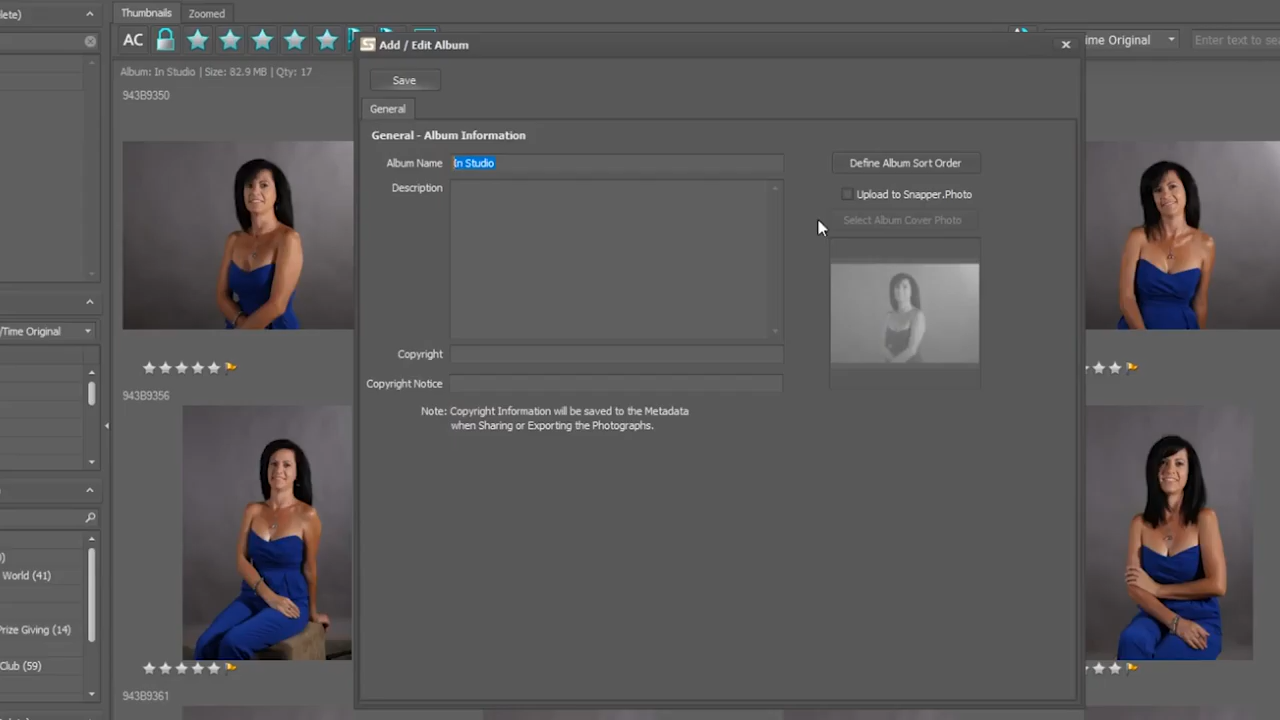 lete)
Thumbnails
Zoomed
AC
Album: In Studio | Size: 82.9 MB | Qty: 17
943B9350
Add / Edit Album
ime Original
Enter text to se
Save
General
General - Album Information
Album Name
In Studio
Define Album Sort Order
Description
Upload to Snapper.Photo
Select Album Cover Photo
Copyright
Copyright Notice
Note: Copyright Information will be saved to the Metadata
when Sharing or Exporting the Photographs.
/Time Original
943B9356
World (41)
Prize Giving (14)
Club (59)
943B9361